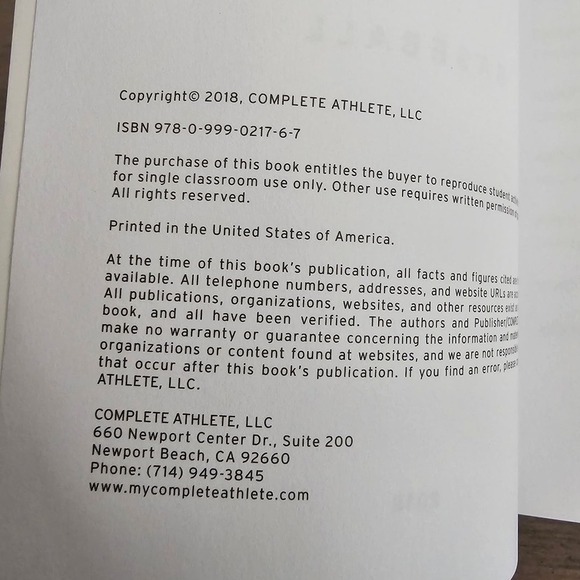 Copyright© 2018, COMPLETE ATHLETE, LLC
ISBN 978-0-999-0217-6-7
The purchase of this book entitles the buyer to reproduce student
for single classroom use only. Other use requires written permission
All rights reserved.
Printed in the United States of America.
At the time of this book's publication, all facts and figures cited
available. All telephone numbers, addresses, and website URLs are
All publications, organizations, websites, and other resources exist
book, and all have been verified. The authors and Publisher/
make no warranty or guarantee concerning the information and
organizations or content found at websites, and we are not
that occur after this book's publication. If you find an error, please
ATHLETE, LLC.
COMPLETE ATHLETE, LLC
660 Newport Center Dr., Suite 200
Newport Beach, CA 92660
Phone: (714) 949-3845
www.mycompleteathlete.com